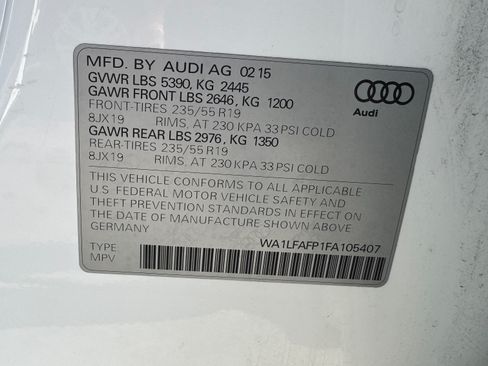 MFD. BY AUDI AG 02 15
GVWR LBS 5390, KG 2445
GAWR FRONT LBS 2646, KG 1200
FRONT-TIRES 235/55 R19
8JX19 RIMS, AT 230 KPA 33 PSI COLD
GAWR REAR LBS 2976, KG 1350
REAR-TIRES 235/55 R19
8JX19 RIMS, AT 230 KPA 33 PSI COLD
Audi
THIS VEHICLE CONFORMS TO ALL APPLICABLE
U.S. FEDERAL MOTOR VEHICLE SAFETY AND
THEFT PREVENTION STANDARDS IN EFFECT ON
THE DATE OF MANUFACTURE SHOWN ABOVE
GERMANY
TYPE WA1LFAFP1FA105407
MPV